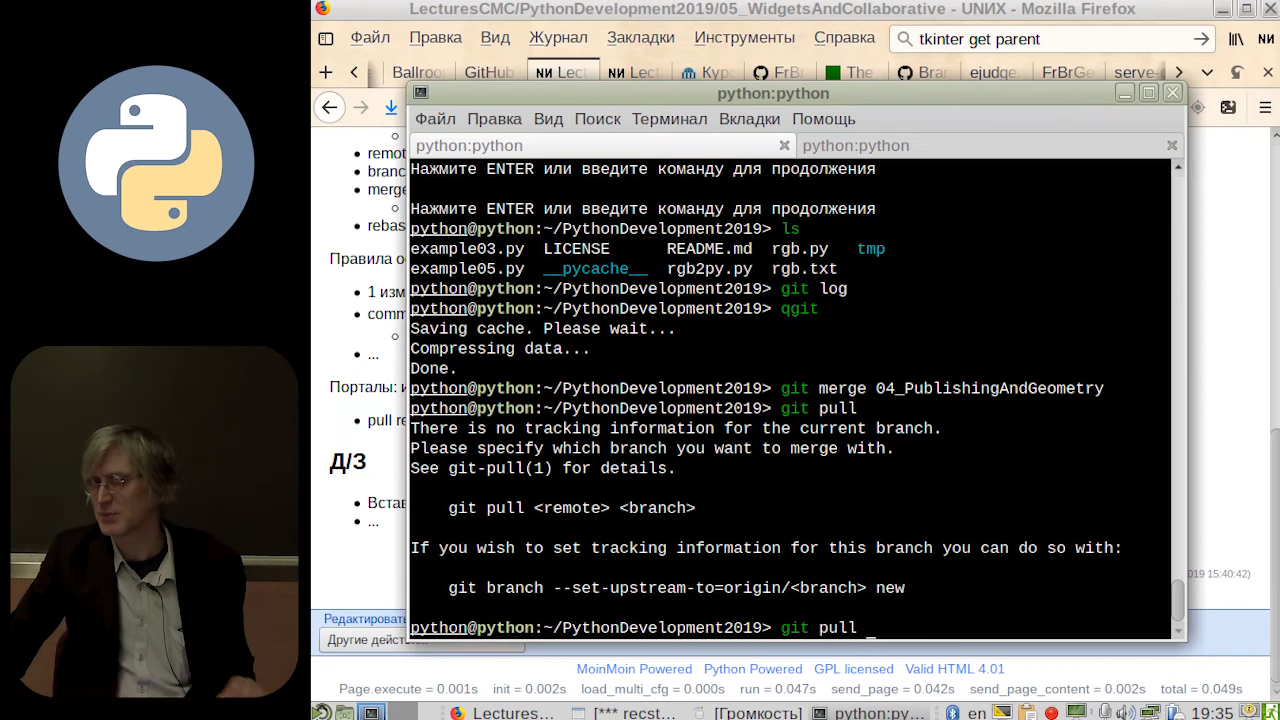 LecturesCMC/PythonDevelopment2019/05_WidgetsAndCollaborative - UNИX - Mozilla Firefox
Файл Правка Вид Журнал Закладки Инструменты Справка tkinter get parent
Ballroo GitHub Lect Lect Курс FrBr The Bran ejudge. FrBrGe serve-
python:python
Файл Правка Вид Поиск Терминал Вкладки Помощь
python:python python:python
remot
branc
merge
rebas
Правила о
1 изм
comm
...
Порталы: и
pull re
Д/З
Встав
...
Нажмите ENTER или введите команду для продолжения
Нажмите ENTER или введите команду для продолжения
python@python:~/PythonDevelopment2019> ls
example03.py LICENSE README.md rgb.py tmp
example05.py __pycache__ rgb2py.py rgb.txt
python@python:~/PythonDevelopment2019> git log
python@python:~/PythonDevelopment2019> qgit
Saving cache. Please wait...
Compressing data...
Done.
python@python:~/PythonDevelopment2019> git merge 04_PublishingAndGeometry
python@python:~/PythonDevelopment2019> git pull
There is no tracking information for the current branch.
Please specify which branch you want to merge with.
See git-pull(1) for details.
git pull <remote> <branch>
If you wish to set tracking information for this branch you can do so with:
git branch --set-upstream-to=origin/<branch> new
python@python:~/PythonDevelopment2019> git pull _
019 15:40:42)
Редактировать
Другие действ
MoinMoin Powered Python Powered GPL licensed Valid HTML 4.01
Page.execute = 0.001s init = 0.002s load_multi_cfg = 0.000s run = 0.047s send_page = 0.042s send_page_content = 0.002s total = 0.049s
Lectures... [*** recst... [Громкость] python:py... en 19:35